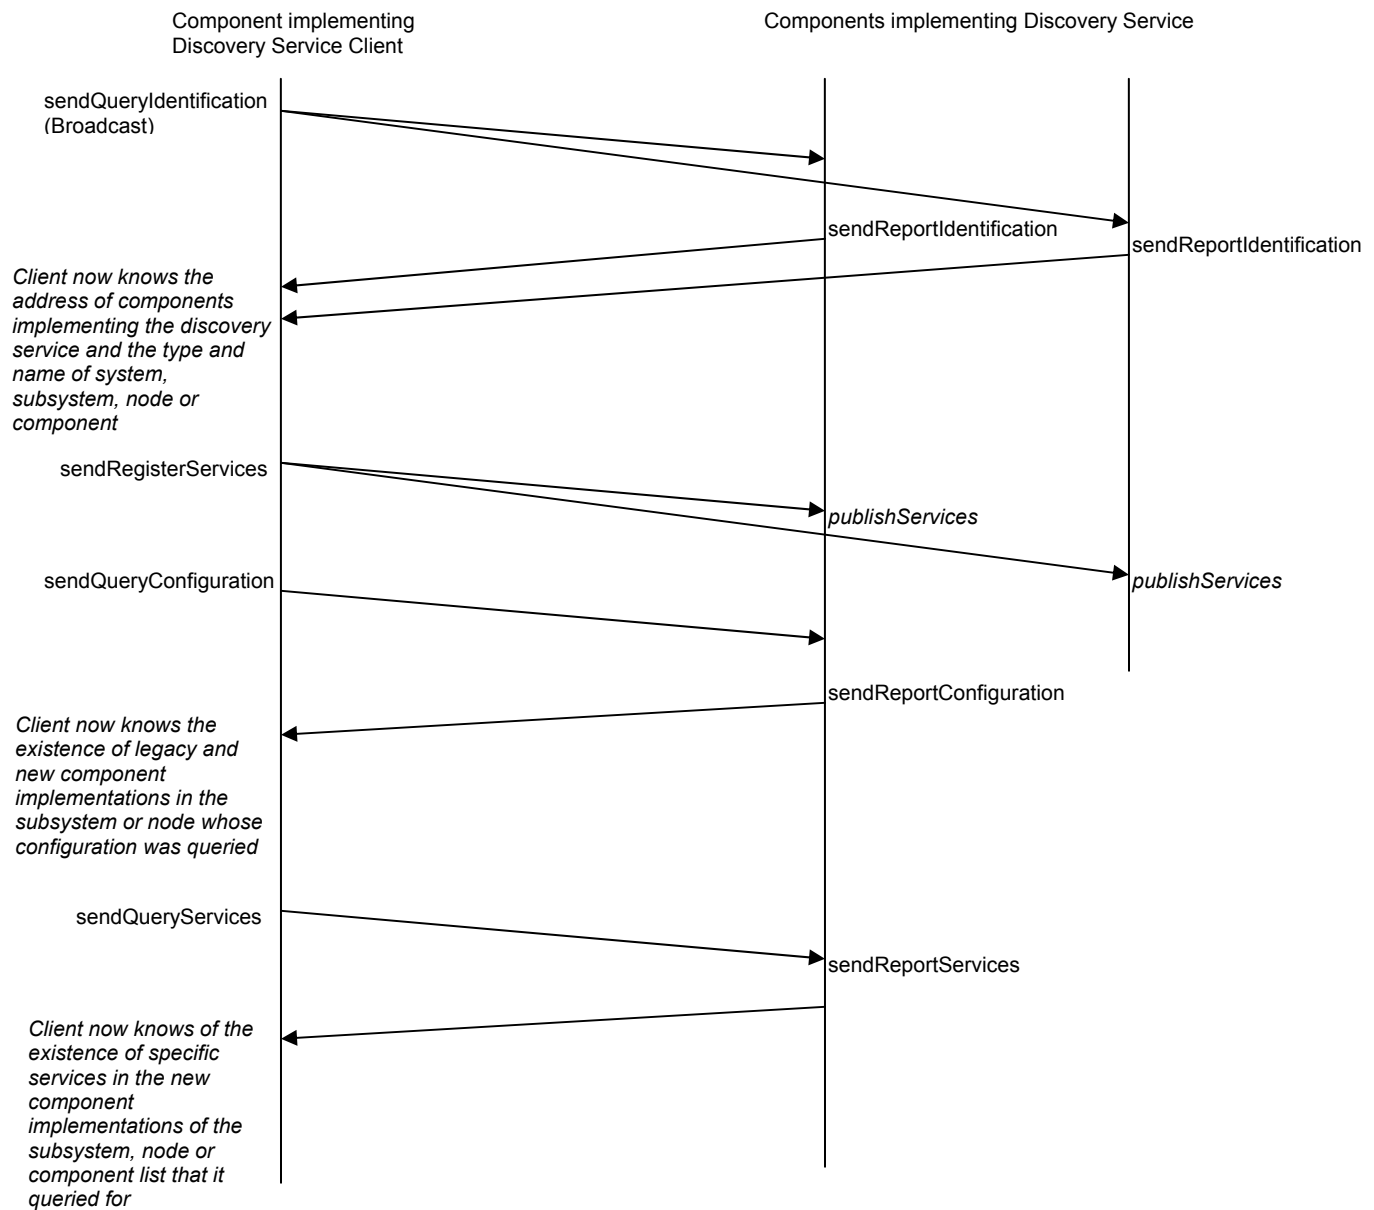 Component implementing
Discovery Service Client
Components implementing Discovery Service
sendQueryIdentification
(Broadcast)
sendReportIdentification
sendReportIdentification
Client now knows the
address of components
implementing the discovery
service and the type and
name of system,
subsystem, node or
component
sendRegisterServices
publishServices
sendQueryConfiguration
publishServices
sendReportConfiguration
Client now knows the
existence of legacy and
new component
implementations in the
subsystem or node whose
configuration was queried
sendQueryServices
sendReportServices
Client now knows of the
existence of specific
services in the new
component
implementations of the
subsystem, node or
component list that it
queried for